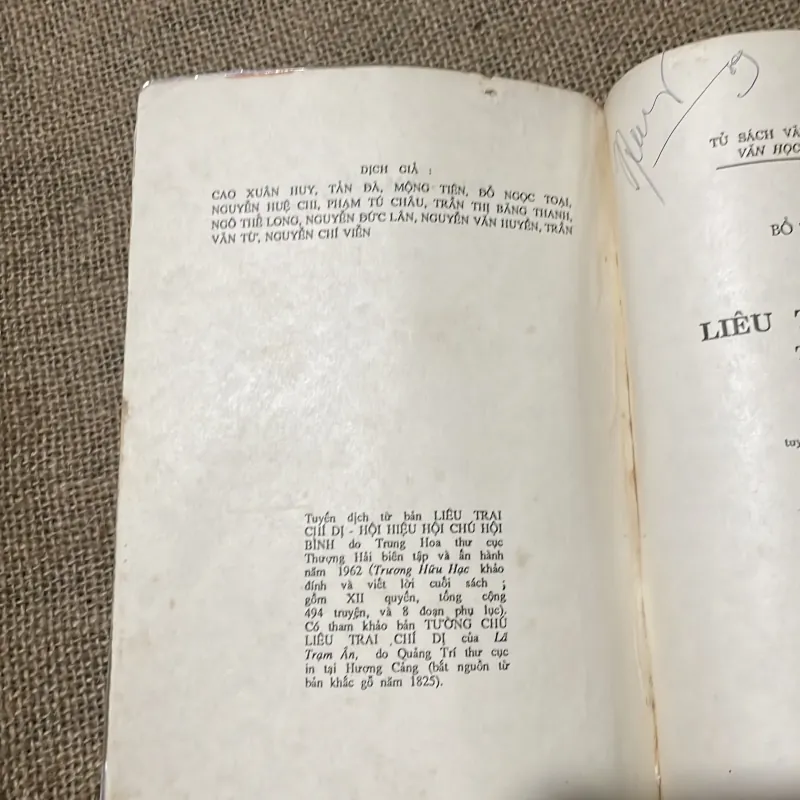 DỊCH GIẢ :
CAO XUÂN HUY, TẢN ĐÀ, MỘNG TIÊN, ĐỖ NGỌC TOẠI,
NGUYỄN HUỆ CHI, PHẠM TÚ CHÂU, TRẦN THỊ BĂNG THANH,
NGÔ THẾ LONG, NGUYỄN ĐỨC LÂN, NGUYỄN VĂN HUYỀN, TRẦN
VĂN TỪ, NGUYỄN CHÍ VIỄN
Tuyển dịch từ bản LIÊU TRAI
CHÍ DỊ - HỘI HIỆU HỘI CHÚ HỘI
BÌNH do Trung Hoa thư cục
Thượng Hải biên tập và ấn hành
năm 1962 (Trương Hữu Hạc khảo
đính và viết lời cuối sách ;
gồm XII quyển, tổng cộng
494 truyện, và 8 đoạn phụ lục).
Có tham khảo bản TƯỜNG CHÚ
LIÊU TRAI CHÍ DỊ của Lã
Trạm Ân, do Quảng Trí thư cục
in tại Hương Cảng (bắt nguồn từ
bản khắc gỗ năm 1825).
89
TỦ SÁCH VĂ
VĂN HỌC
BỒ
LIÊU T
T
tuy